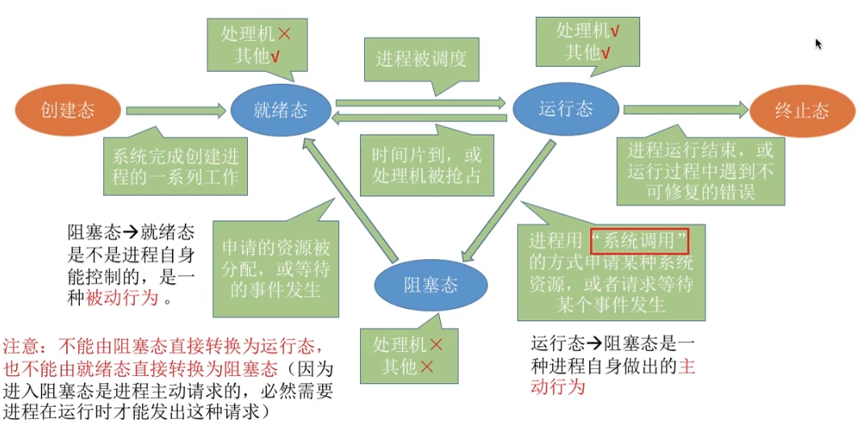 处理机×
其他√
处理机√
其他√
进程被调度
创建态
就绪态
运行态
终止态
系统完成创建进
程的一系列工作
时间片到，或
处理机被抢占
进程运行结束，或
运行过程中遇到不
可修复的错误
阻塞态→就绪态
是不是进程自身
能控制的，是一
种被动行为 。
申请的资源被
分配，或等待
的事件发生
进程用“系统调用”
的方式申请某种系统
资源，或者请求等待
某个事件发生
阻塞态
处理机×
其他×
运行态→阻塞态是一
种进程自身做出的主
动行为
注意：不能由阻塞态直接转换为运行态，
也不能由就绪态直接转换为阻塞态（因为
进入阻塞态是进程主动请求的，必然需要
进程在运行时才能发出这种请求）